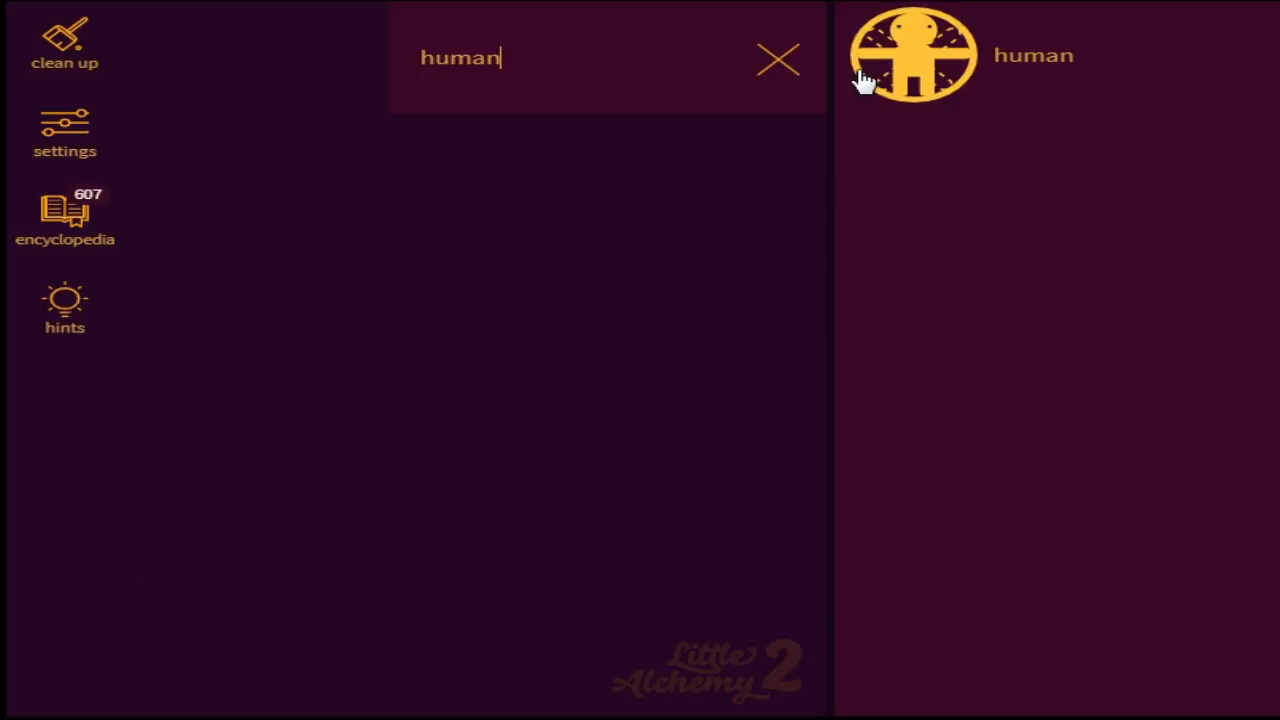 clean up
settings
607
encyclopedia
hints
human
human
Little
Alchemy 2